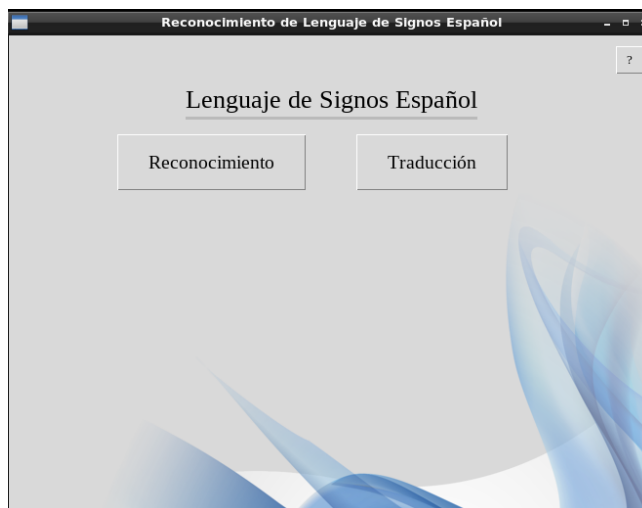 Reconocimiento de Lenguaje de Signos Español
?
Lenguaje de Signos Español
Reconocimiento
Traducción